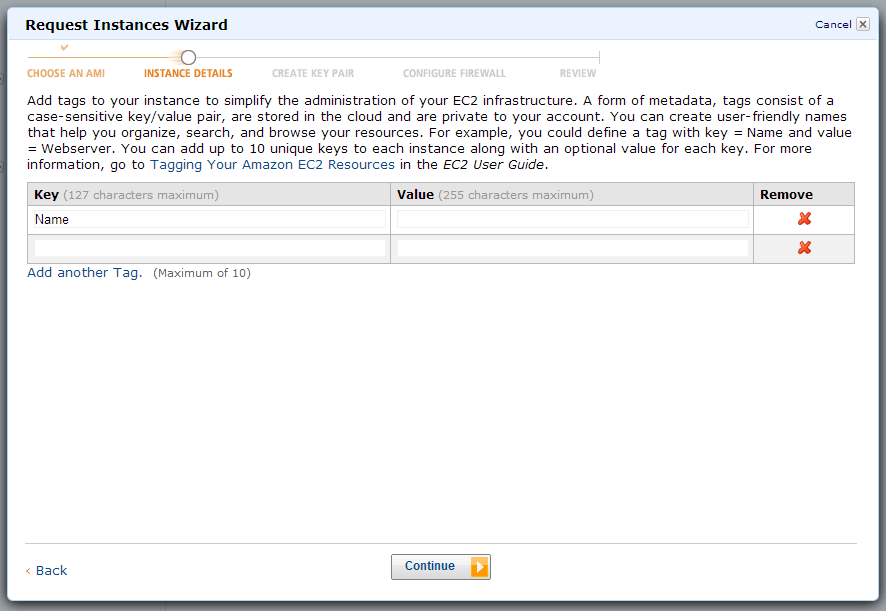 Request Instances Wizard
Cancel
CHOOSE AN AMI INSTANCE DETAILS CREATE KEY PAIR CONFIGURE FIREWALL REVIEW
Add tags to your instance to simplify the administration of your EC2 infrastructure. A form of metadata, tags consist of a
case-sensitive key/value pair, are stored in the cloud and are private to your account. You can create user-friendly names
that help you organize, search, and browse your resources. For example, you could define a tag with key = Name and value
= Webserver. You can add up to 10 unique keys to each instance along with an optional value for each key. For more
information, go to Tagging Your Amazon EC2 Resources in the EC2 User Guide.
Key (127 characters maximum) Value (255 characters maximum) Remove
Name
Add another Tag. (Maximum of 10)
< Back Continue